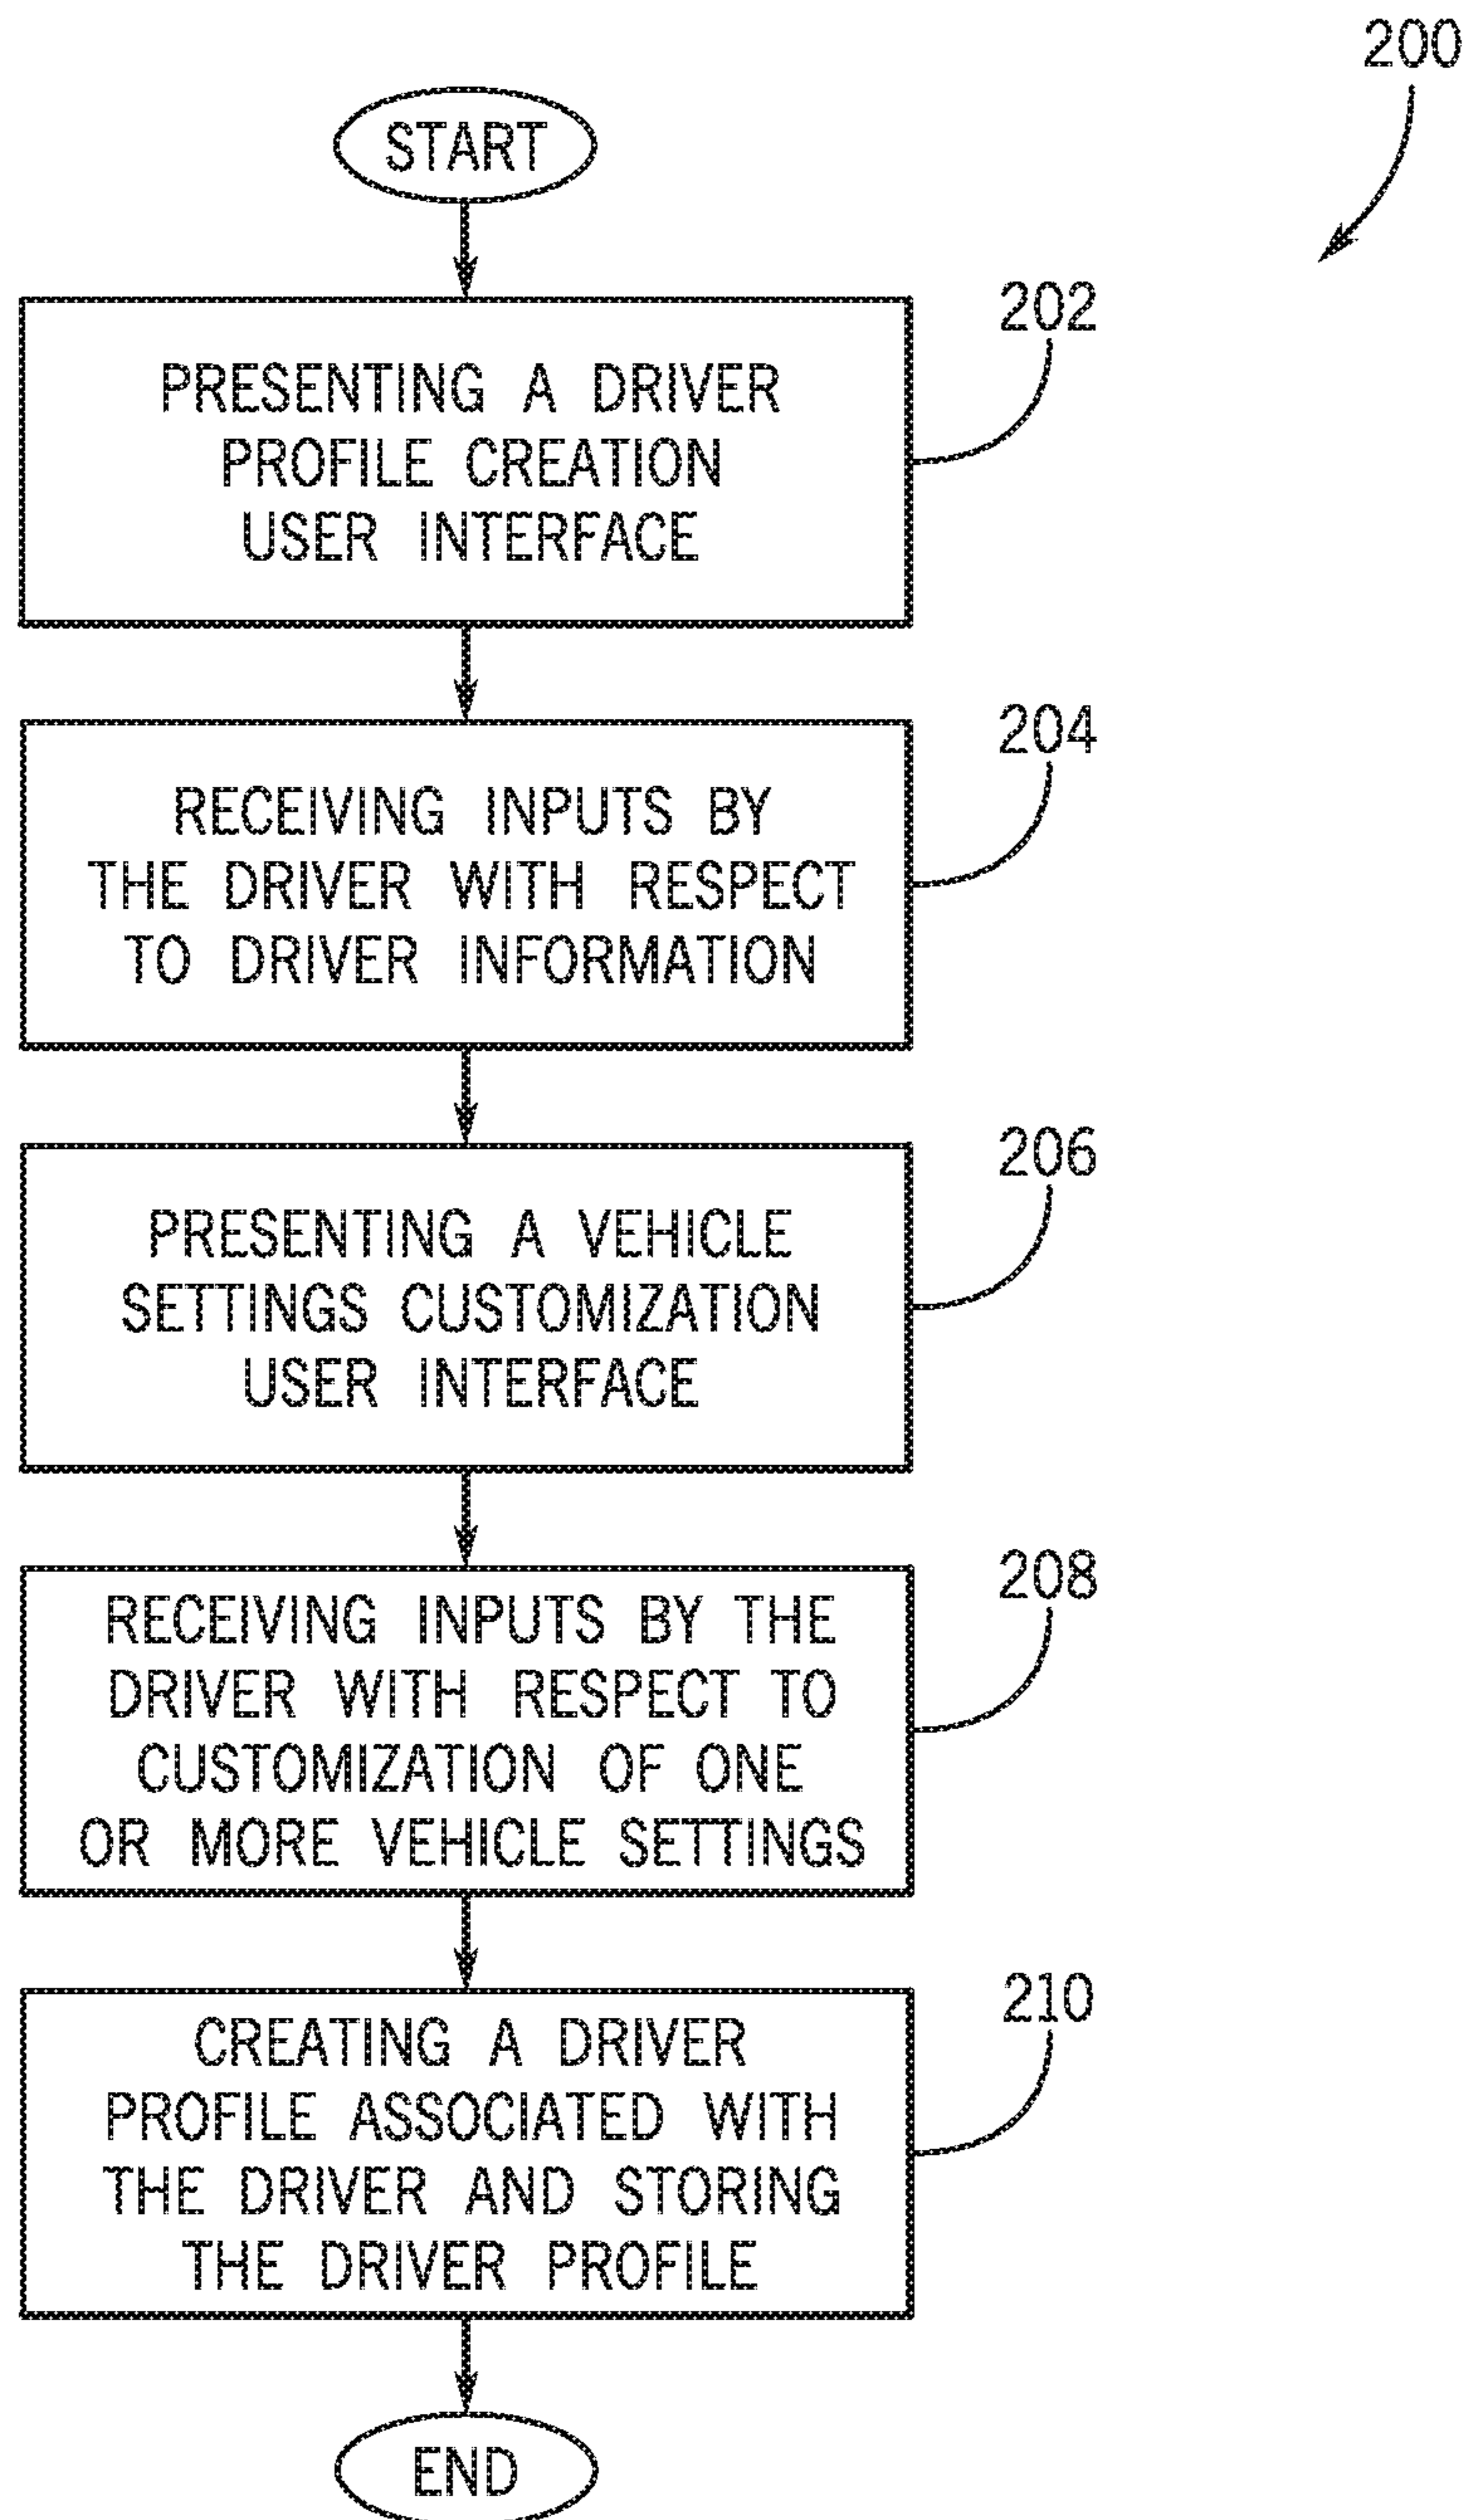 200
START
202
PRESENTING A DRIVER
PROFILE CREATION
USER INTERFACE
204
RECEIVING INPUTS BY
THE DRIVER WITH RESPECT
TO DRIVER INFORMATION
206
PRESENTING A VEHICLE
SETTINGS CUSTOMIZATION
USER INTERFACE
208
RECEIVING INPUTS BY THE
DRIVER WITH RESPECT TO
CUSTOMIZATION OF ONE
OR MORE VEHICLE SETTINGS
210
CREATING A DRIVER
PROFILE ASSOCIATED WITH
THE DRIVER AND STORING
THE DRIVER PROFILE
END